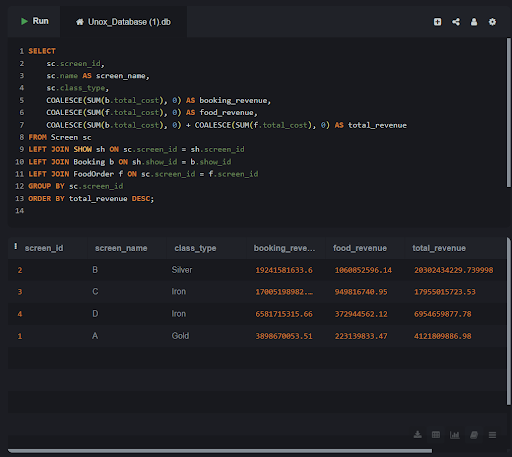 Run
Unox_Database (1).db
1 SELECT
2 sc.screen_id,
3 sc.name AS screen_name,
4 sc.class_type,
5 COALESCE(SUM(b.total_cost), 0) AS booking_revenue,
6 COALESCE(SUM(f.total_cost), 0) AS food_revenue,
7 COALESCE(SUM(b.total_cost), 0) + COALESCE(SUM(f.total_cost), 0) AS total_revenue
8 FROM Screen sc
9 LEFT JOIN SHOW sh ON sc.screen_id = sh.screen_id
10 LEFT JOIN Booking b ON sh.show_id = b.show_id
11 LEFT JOIN FoodOrder f ON sc.screen_id = f.screen_id
12 GROUP BY sc.screen_id
13 ORDER BY total_revenue DESC;
14
screen_id screen_name class_type booking_reve... food_revenue total_revenue
2 B Silver 19241581633.6 1060852596.14 20302434229.739998
3 C Iron 17005198982,... 949816740.95 17955015723.53
4 D Iron 6581715315.66 372944562.12 6954659877.78
1 A Gold 3898670053.51 223139833.47 4121809886.98